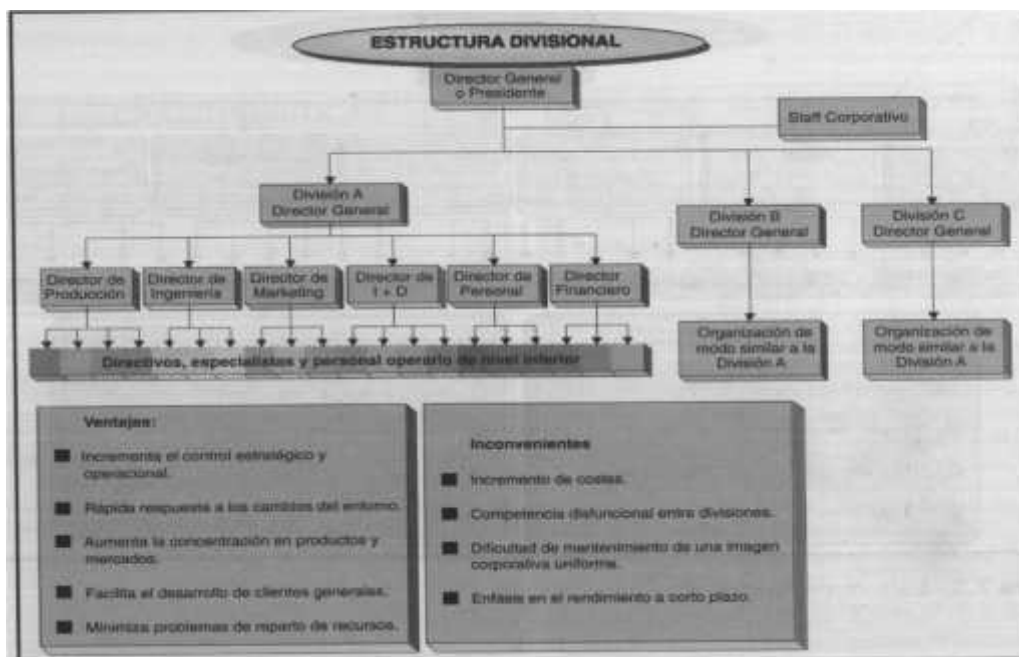 ESTRUCTURA DIVISIONAL
Director General
o Presidente
Staff Corporativo
División A
Director General
División B
Director General
División C
Director General
Director de
Producción
Director de
Ingeniería
Director de
Marketing
Director de
I + D
Director de
Personal
Director
Financiero
Directivos, especialistas y personal operario de nivel inferior
Organización de
modo similar a la
División A
Organización de
modo similar a la
División A
Ventajas:
Incrementa el control estratégico y
operacional.
Rápida respuesta a los cambios del entorno.
Aumenta la concentración en productos y
mercados.
Facilita el desarrollo de clientes generales.
Minimiza problemas de reparto de recursos.
Inconvenientes
Incremento de costes.
Competencia disfuncional entre divisiones.
Dificultad de mantenimiento de una imagen
corporativa uniforme.
Enfasis en el rendimiento a corto plazo.